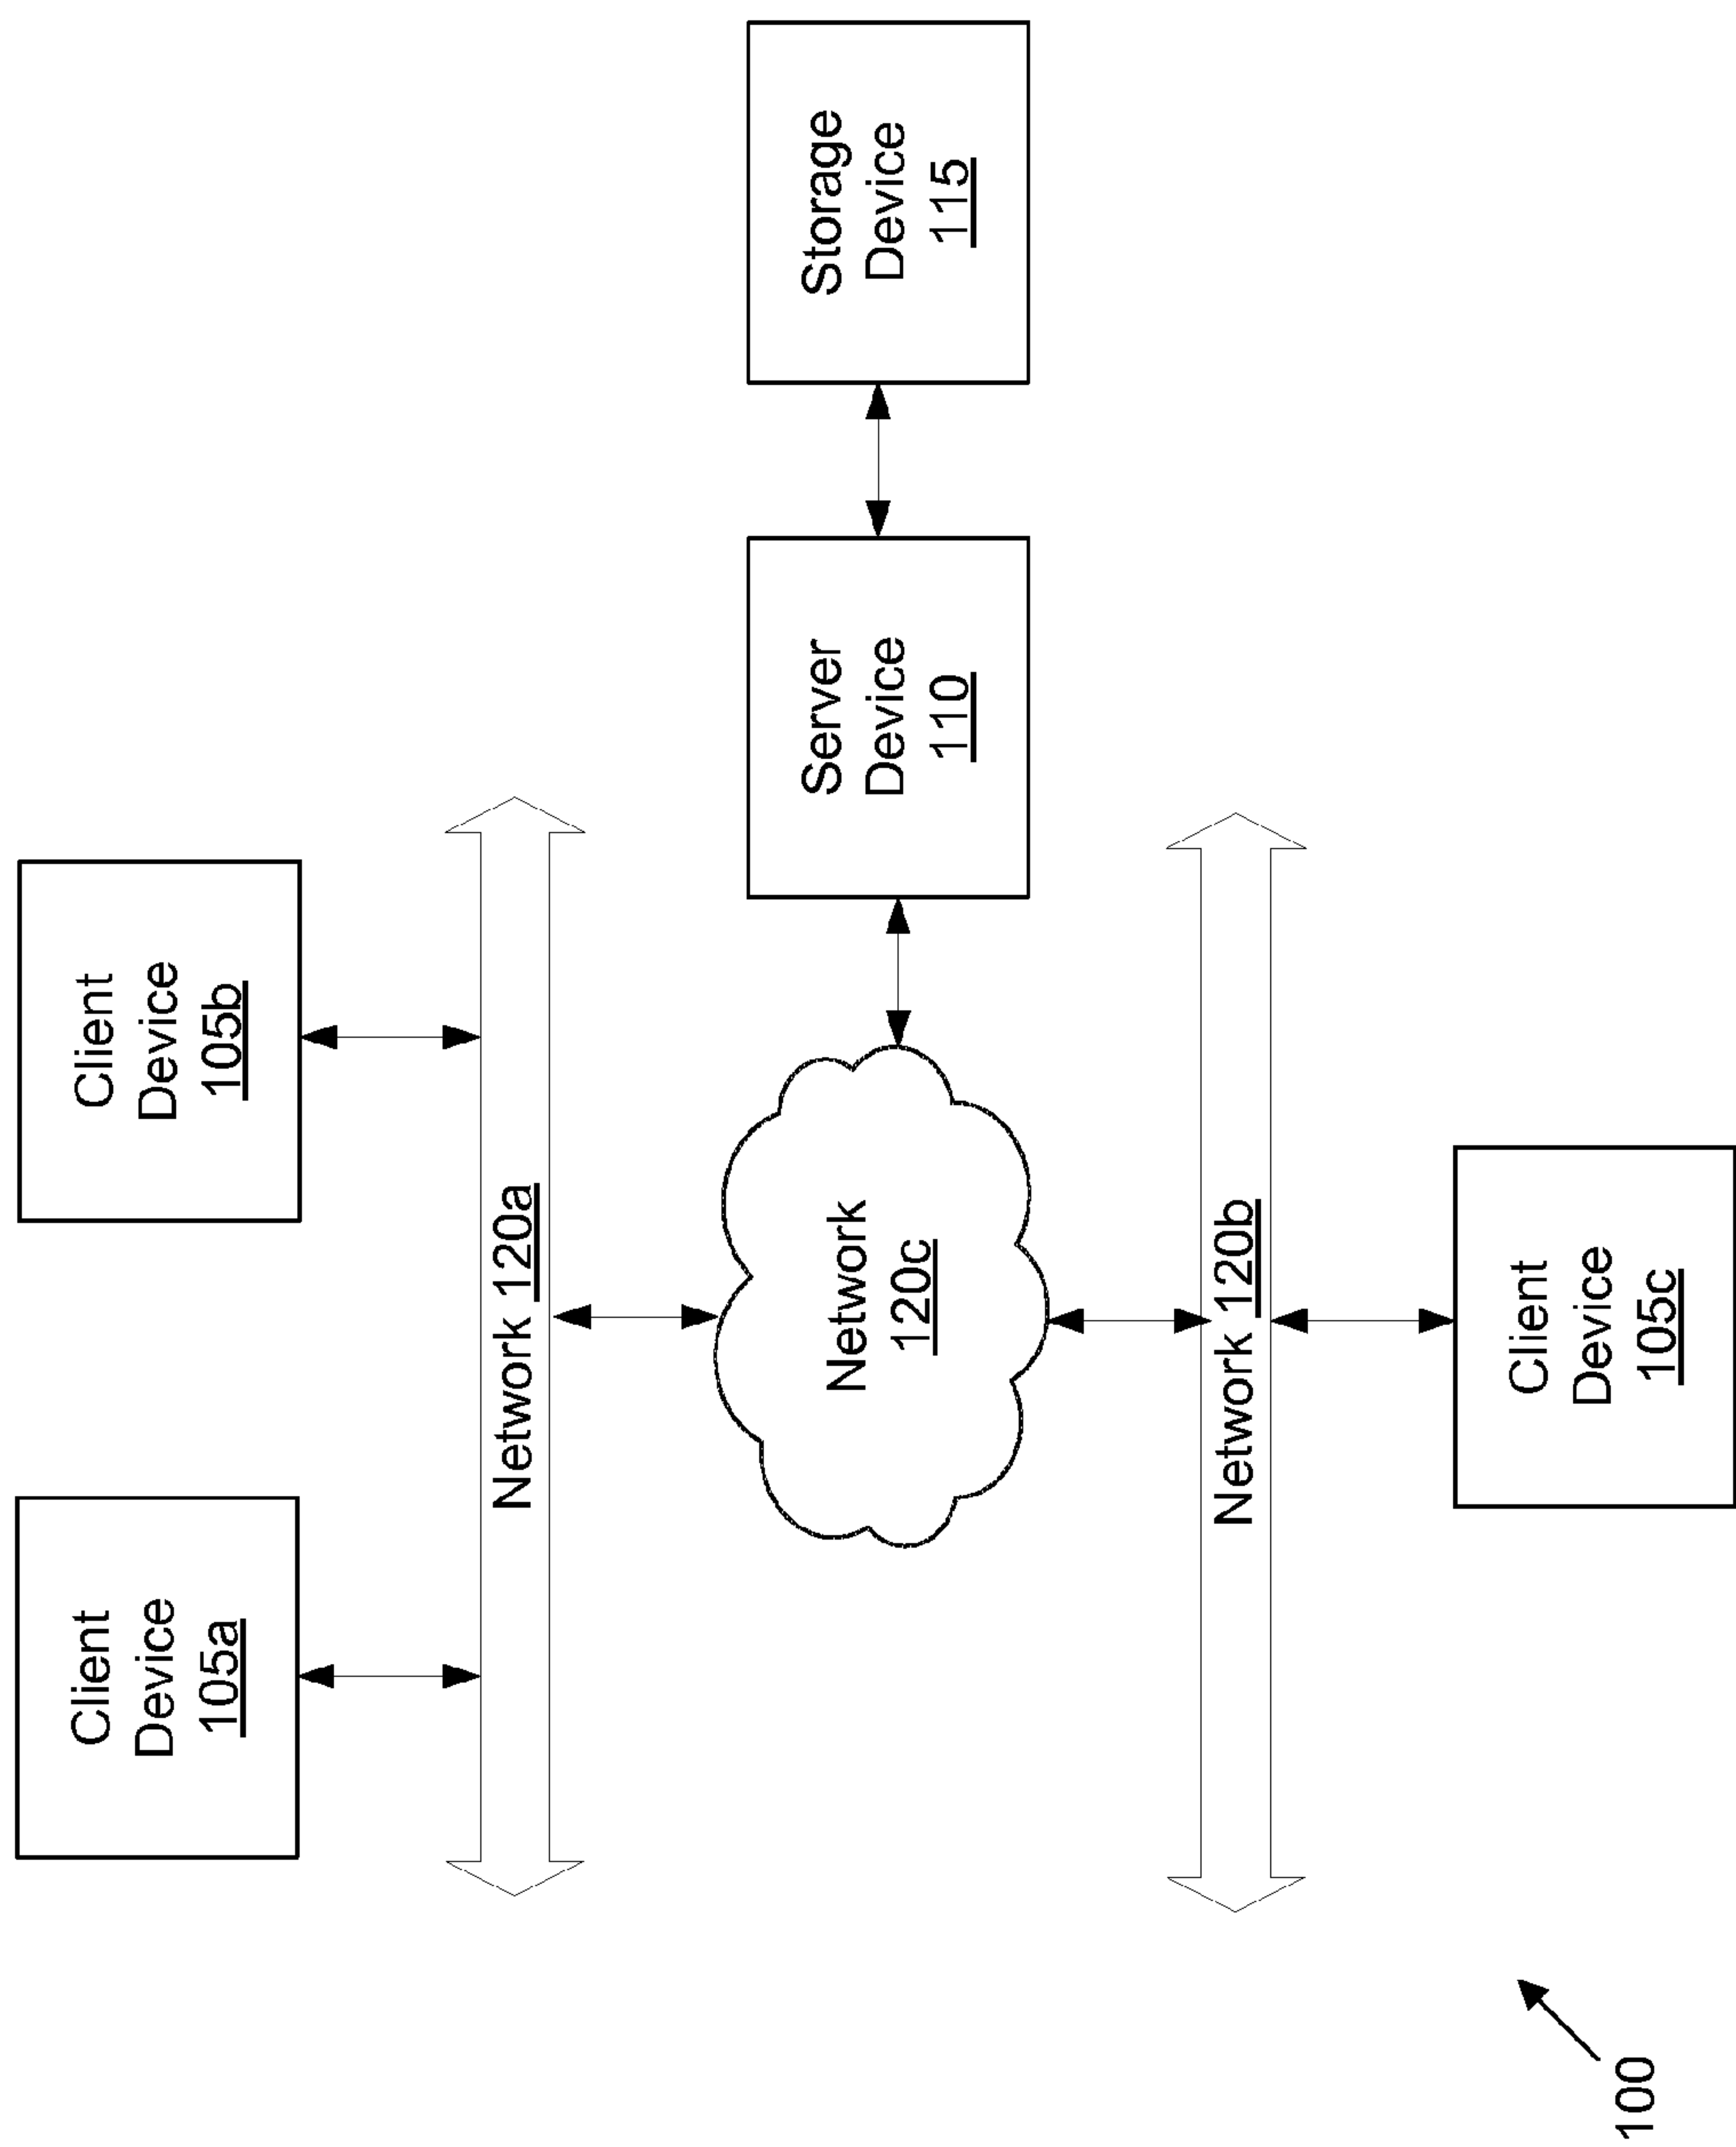 Client
Device
105a
Client
Device
105b
Network 120a
Network
120c
Server
Device
110
Storage
Device
115
Network 120b
Client
Device
105c
100